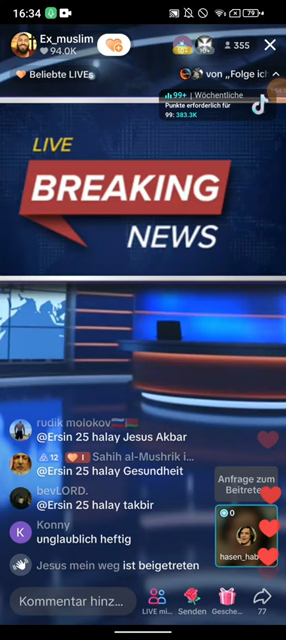 16:34
79
Ex_muslim
94.0K
355
Beliebte LIVEs
von „Folge ich
99+ | Wöchentliche
Punkte erforderlich für
99: 383.3K
LIVE
BREAKING
NEWS
rudik molokov
@Ersin 25 halay Jesus Akbar
12 1 Sahih al-Mushrik i...
@Ersin 25 halay Gesundheit
bevLORD.
@Ersin 25 halay takbir
K
Konny
unglaublich heftig
Jesus mein weg ist beigetreten
Anfrage zum
Beitrete
0
hasen_hab
Kommentar hinz...
LIVE mi...
Senden
Gesche...
77